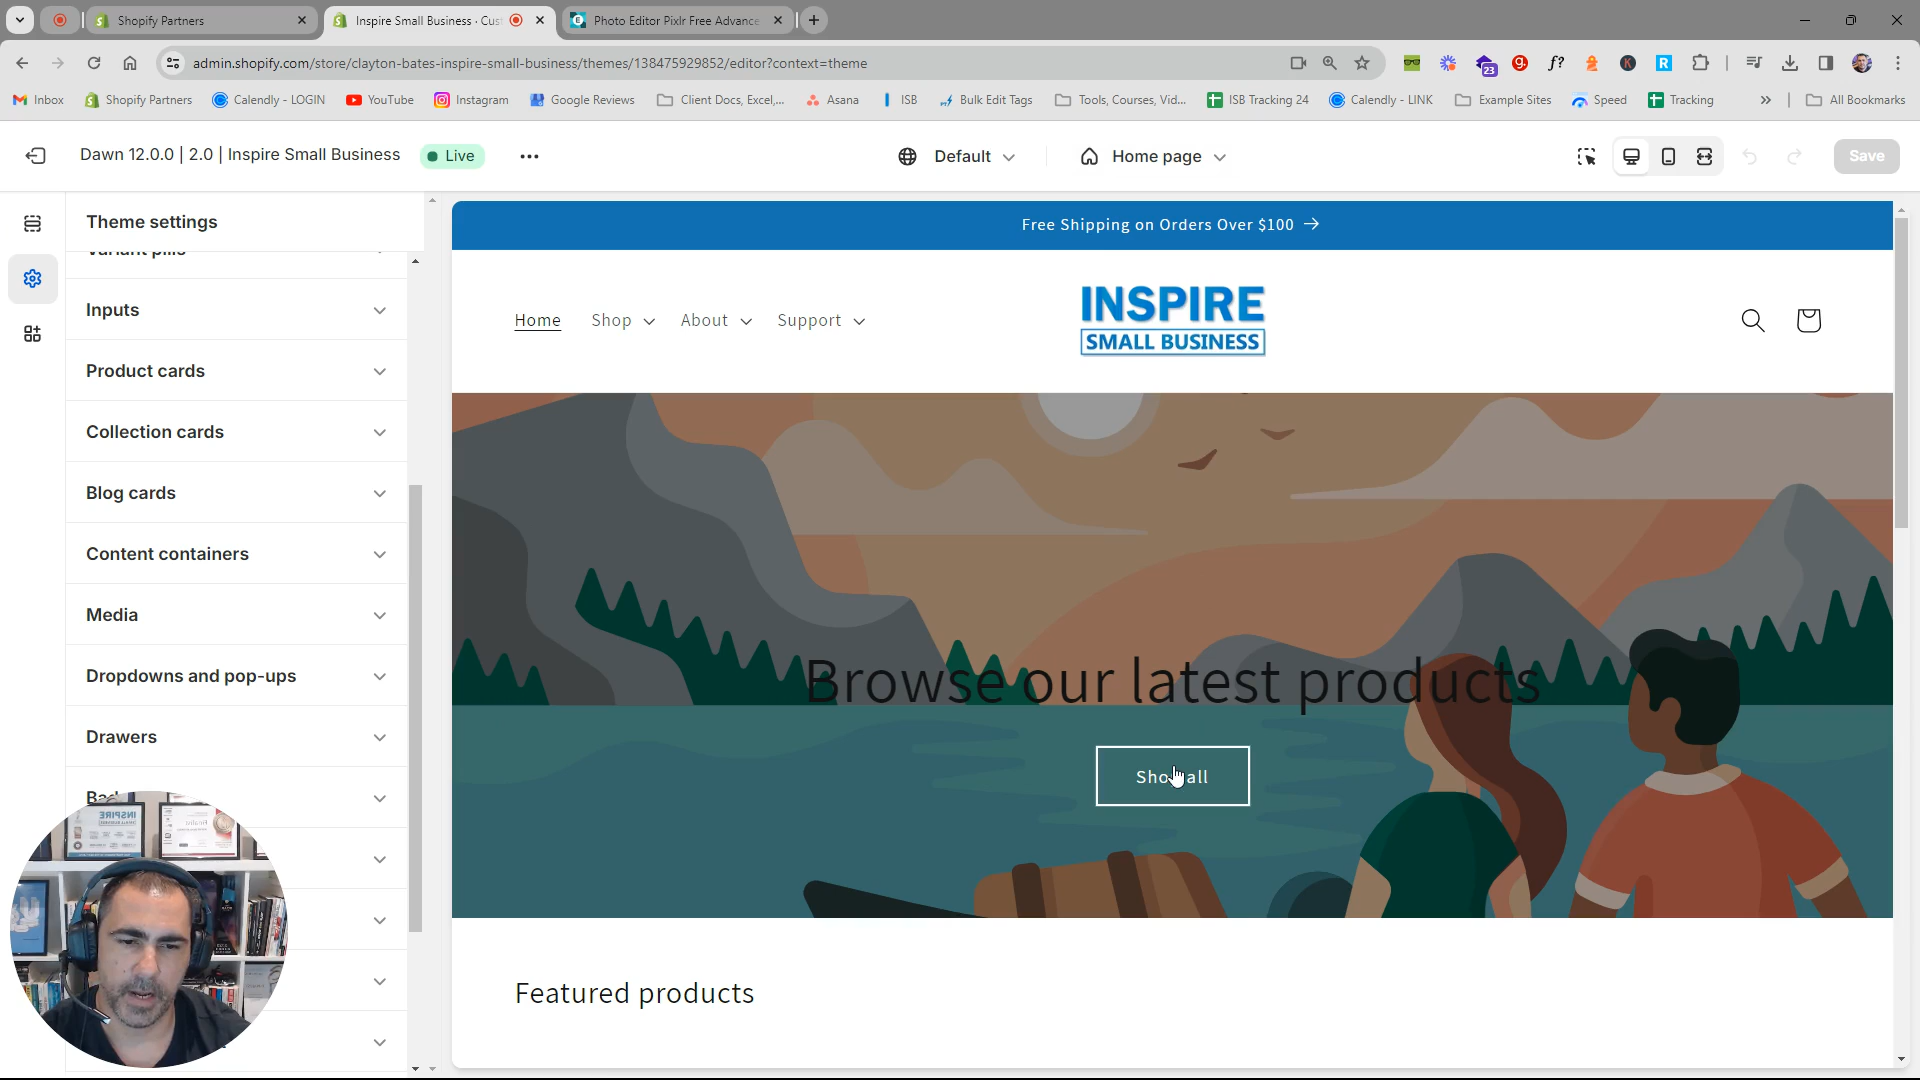 Shopify Partners
Inspire Small Business · Cus
Photo Editor Pixlr Free Advance
admin.shopify.com/store/clayton-bates-inspire-small-business/themes/138475929852/editor?context=theme
23
Inbox
Shopify Partners
Calendly - LOGIN
YouTube
Instagram
Google Reviews
Client Docs, Excel,...
Asana
ISB
Bulk Edit Tags
Tools, Courses, Vid...
ISB Tracking 24
Calendly - LINK
Example Sites
Speed
Tracking
All Bookmarks
Dawn 12.0.0 | 2.0 | Inspire Small Business
Live
Default
Home page
Save
Theme settings
Variant pills
Inputs
Product cards
Collection cards
Blog cards
Content containers
Media
Dropdowns and pop-ups
Drawers
Free Shipping on Orders Over $100
Home
Shop
About
Support
INSPIRE
SMALL BUSINESS
Browse our latest products
Shop all
Featured products